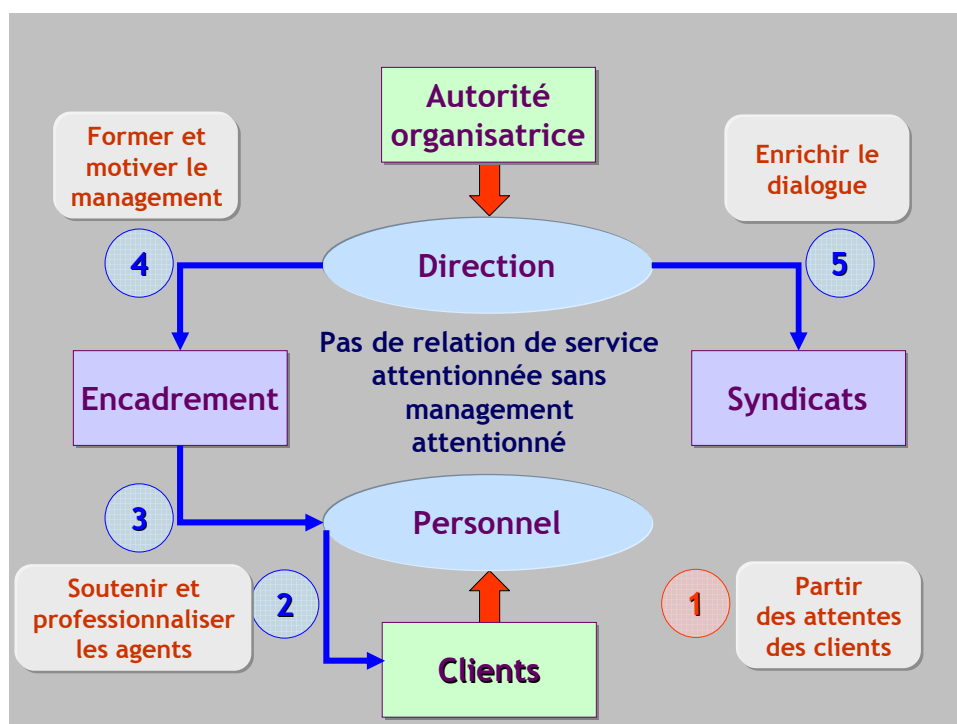 Autorité
organisatrice
Former et
motiver le
management
Enrichir le
dialogue
4
Direction
5
Pas de relation de service
attentionnée sans
management
attentionné
Encadrement
Syndicats
3
Personnel
Soutenir et
professionnaliser
les agents
2
1
Partir
des attentes
des clients
Clients